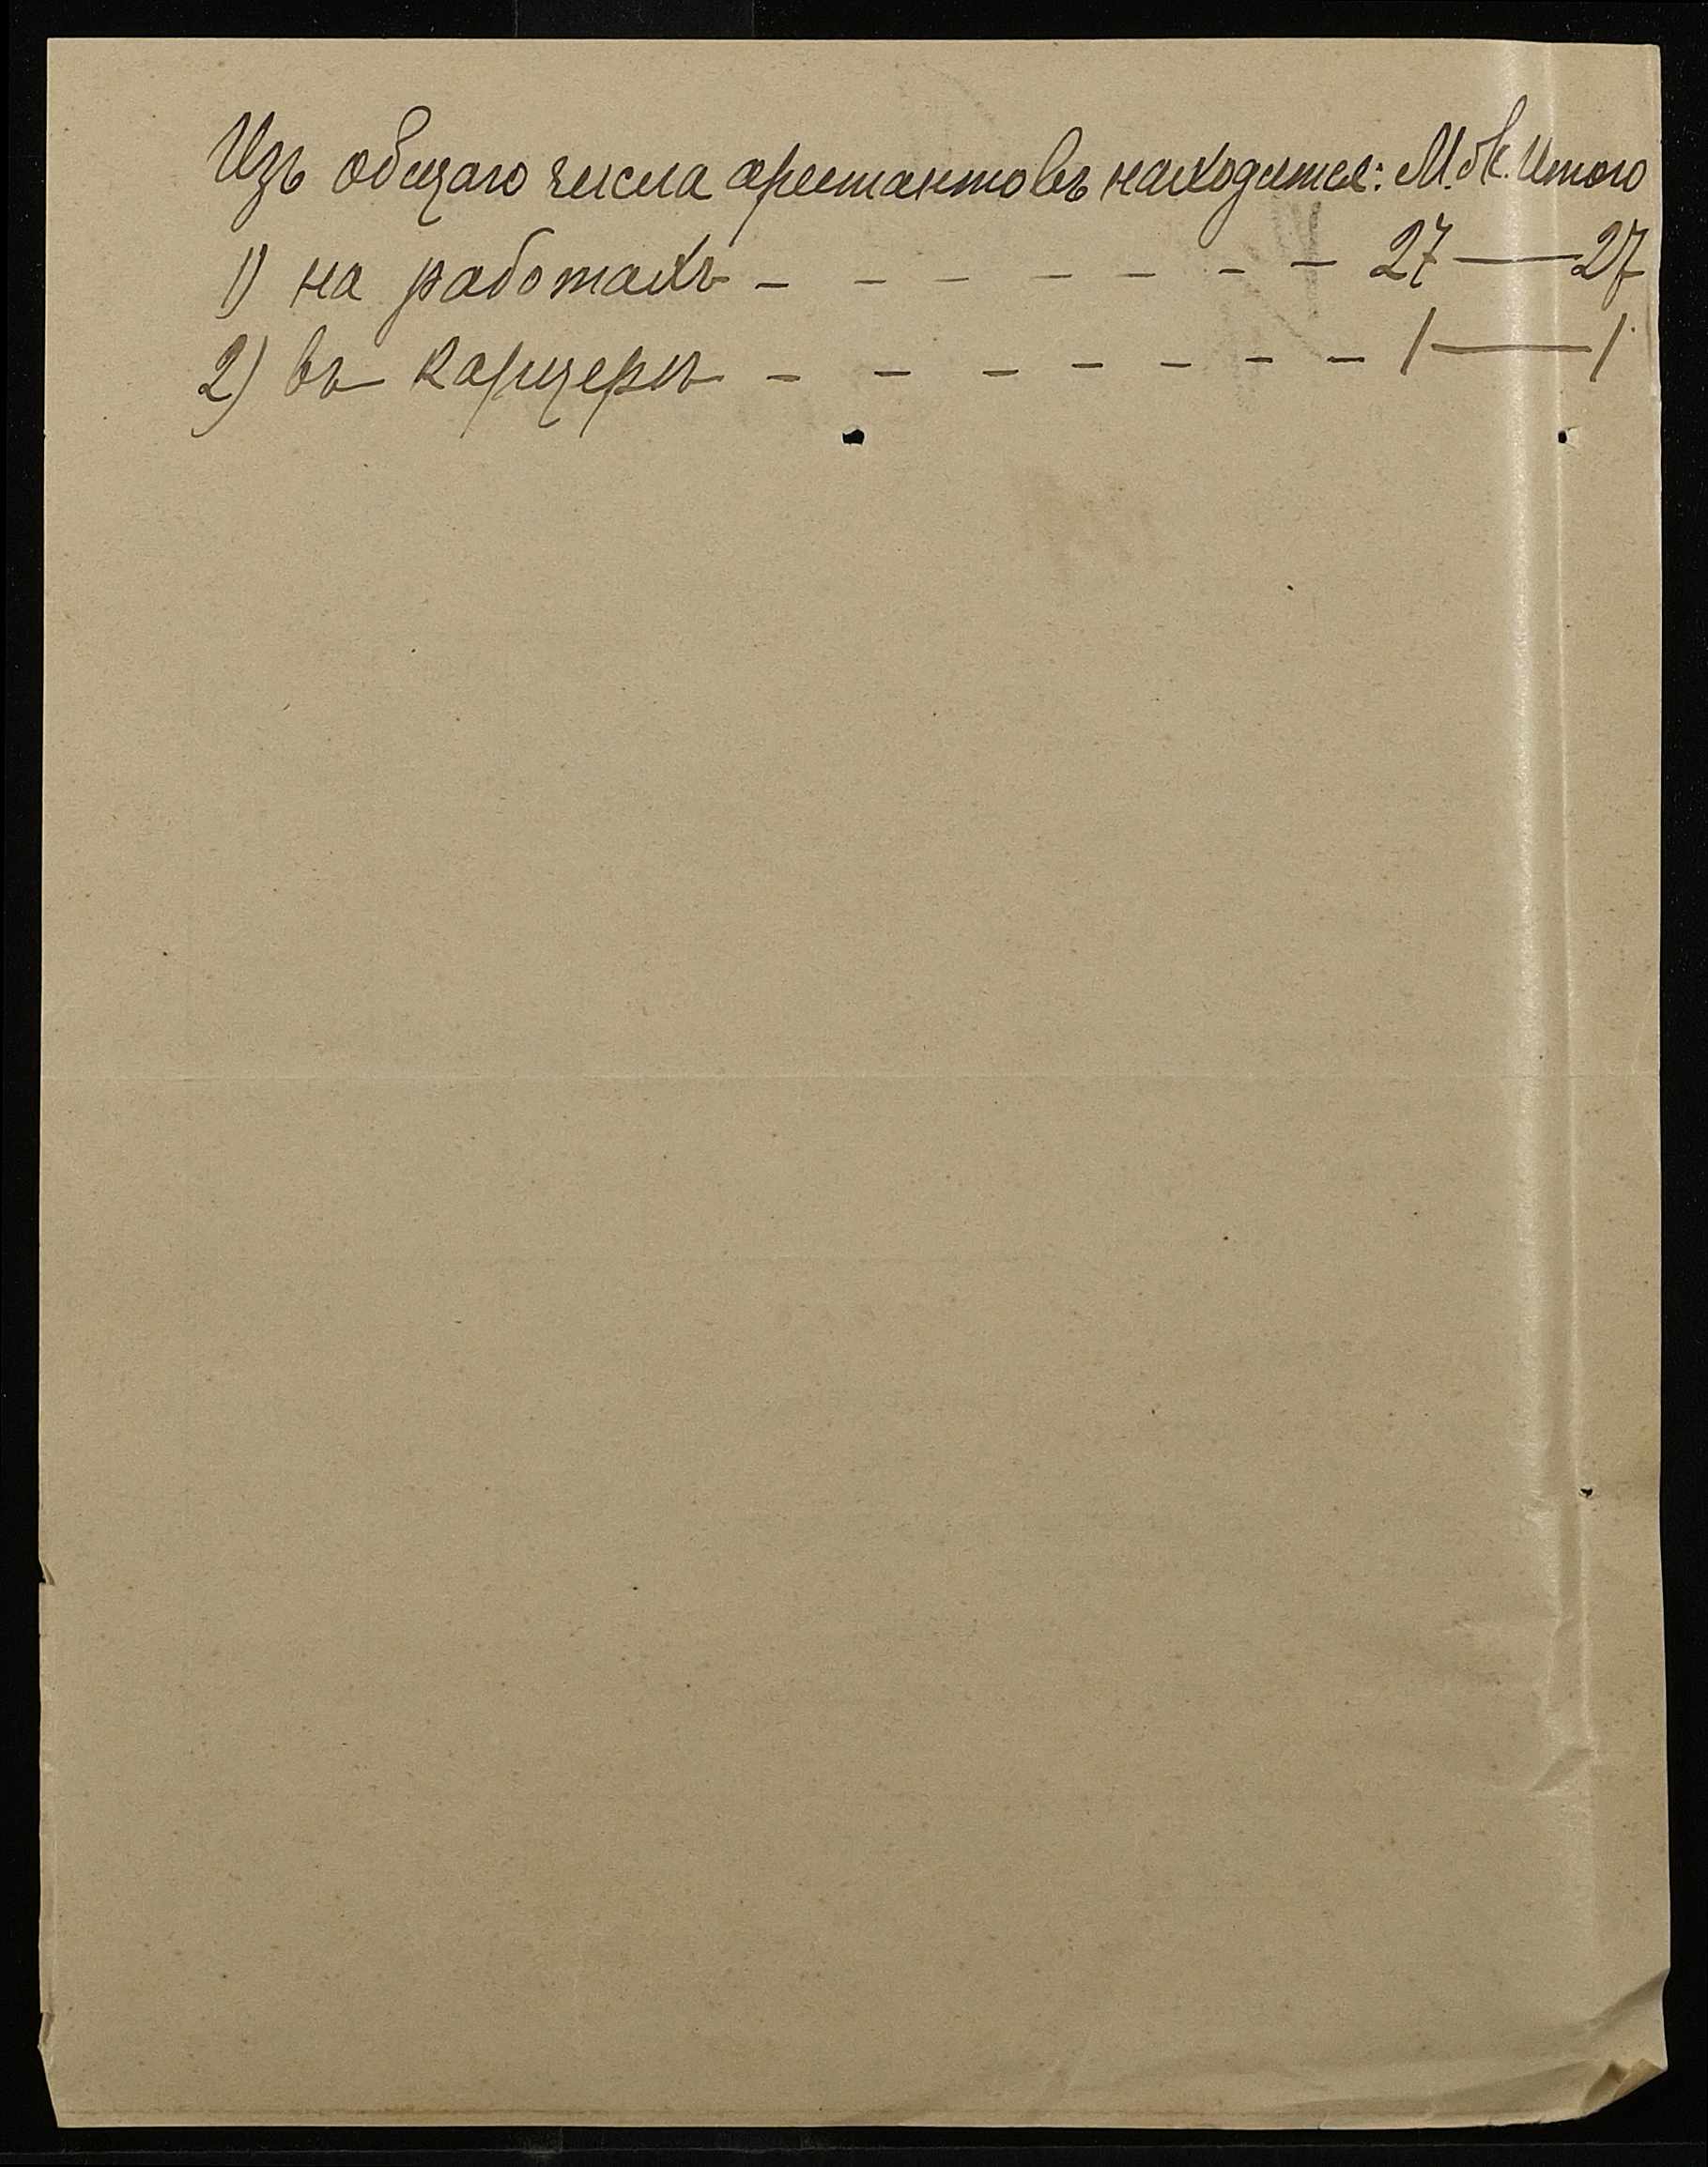 Изъ общаго числа арестантовъ находится: М. Ж. Итого
1) на работахъ - - - - - - - - 27 — 27
2) въ карцерѣ - - - - - - - - 1 — 1